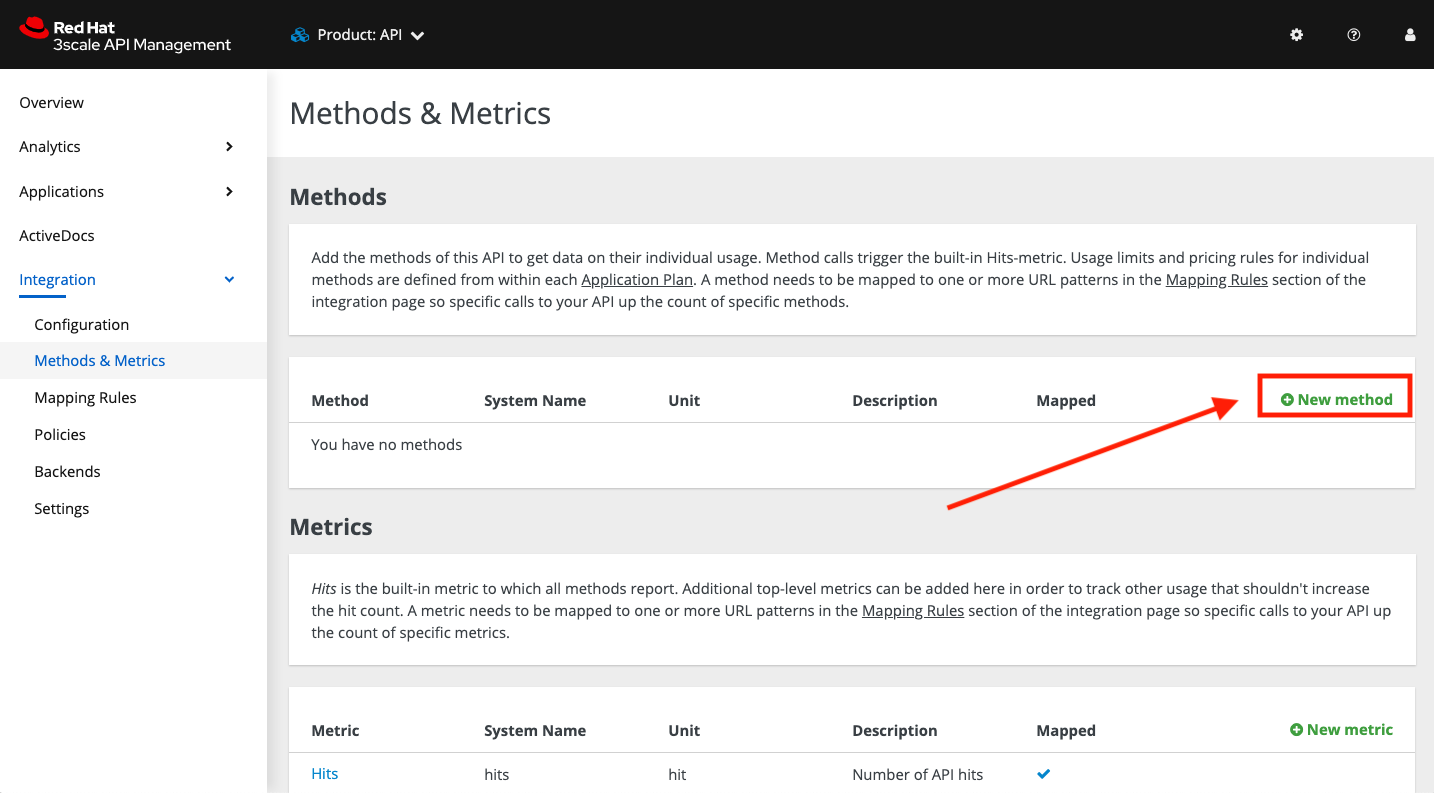 Red Hat
3scale API Management
Product: API
Overview
Analytics
Applications
ActiveDocs
Integration
Configuration
Methods & Metrics
Mapping Rules
Policies
Backends
Settings
Methods & Metrics
Methods
Add the methods of this API to get data on their individual usage. Method calls trigger the built-in Hits-metric. Usage limits and pricing rules for individual
methods are defined from within each Application Plan. A method needs to be mapped to one or more URL patterns in the Mapping Rules section of the
integration page so specific calls to your API up the count of specific methods.
Method System Name Unit Description Mapped New method
You have no methods
Metrics
Hits is the built-in metric to which all methods report. Additional top-level metrics can be added here in order to track other usage that shouldn't increase
the hit count. A metric needs to be mapped to one or more URL patterns in the Mapping Rules section of the integration page so specific calls to your API up
the count of specific metrics.
Metric System Name Unit Description Mapped New metric
Hits hits hit Number of API hits